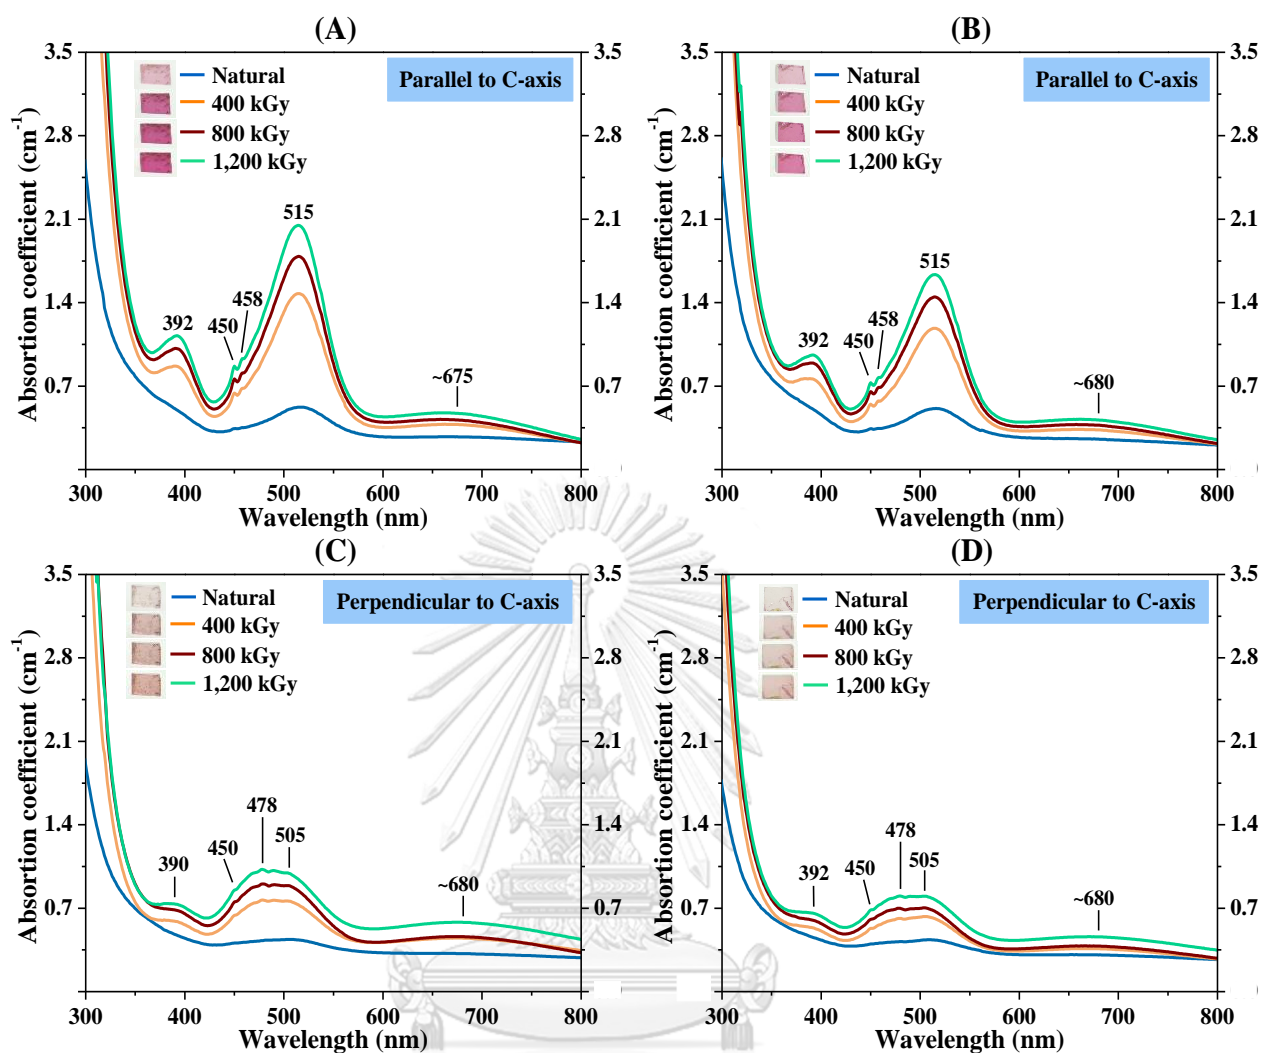 (A)
3.5
2.8
2.1
1.4
0.7
Absortion coefficient (cm⁻¹)
Natural
400 kGy
800 kGy
1,200 kGy
Parallel to C-axis
392
450
458
515
~675
3.5
2.8
2.1
1.4
0.7
300 400 500 600 700 800
Wavelength (nm)
(B)
3.5
2.8
2.1
1.4
0.7
Absortion coefficient (cm⁻¹)
Natural
400 kGy
800 kGy
1,200 kGy
Parallel to C-axis
392
450
458
515
~680
3.5
2.8
2.1
1.4
0.7
300 400 500 600 700 800
Wavelength (nm)
(C)
3.5
2.8
2.1
1.4
0.7
Absortion coefficient (cm⁻¹)
Natural
400 kGy
800 kGy
1,200 kGy
Perpendicular to C-axis
390
450
478
505
~680
3.5
2.8
2.1
1.4
0.7
300 400 500 600 700 800
Wavelength (nm)
(D)
3.5
2.8
2.1
1.4
0.7
Absortion coefficient (cm⁻¹)
Natural
400 kGy
800 kGy
1,200 kGy
Perpendicular to C-axis
392
450
478
505
~680
3.5
2.8
2.1
1.4
0.7
300 400 500 600 700 800
Wavelength (nm)